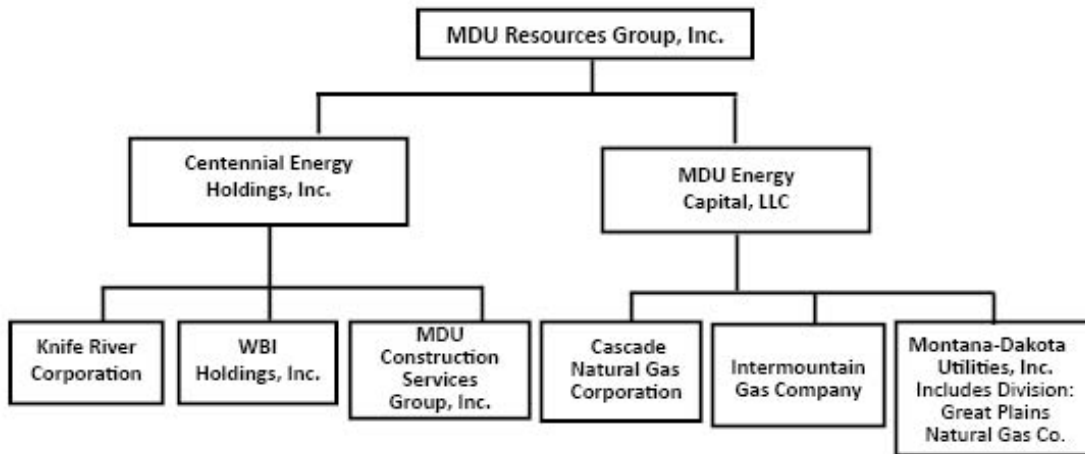 MDU Resources Group, Inc.
Centennial Energy
Holdings, Inc.
MDU Energy
Capital, LLC
Knife River
Corporation
WBI
Holdings, Inc.
MDU
Construction
Services
Group, Inc.
Cascade
Natural Gas
Corporation
Intermountain
Gas Company
Montana-Dakota
Utilities, Inc.
Includes Division:
Great Plains
Natural Gas Co.